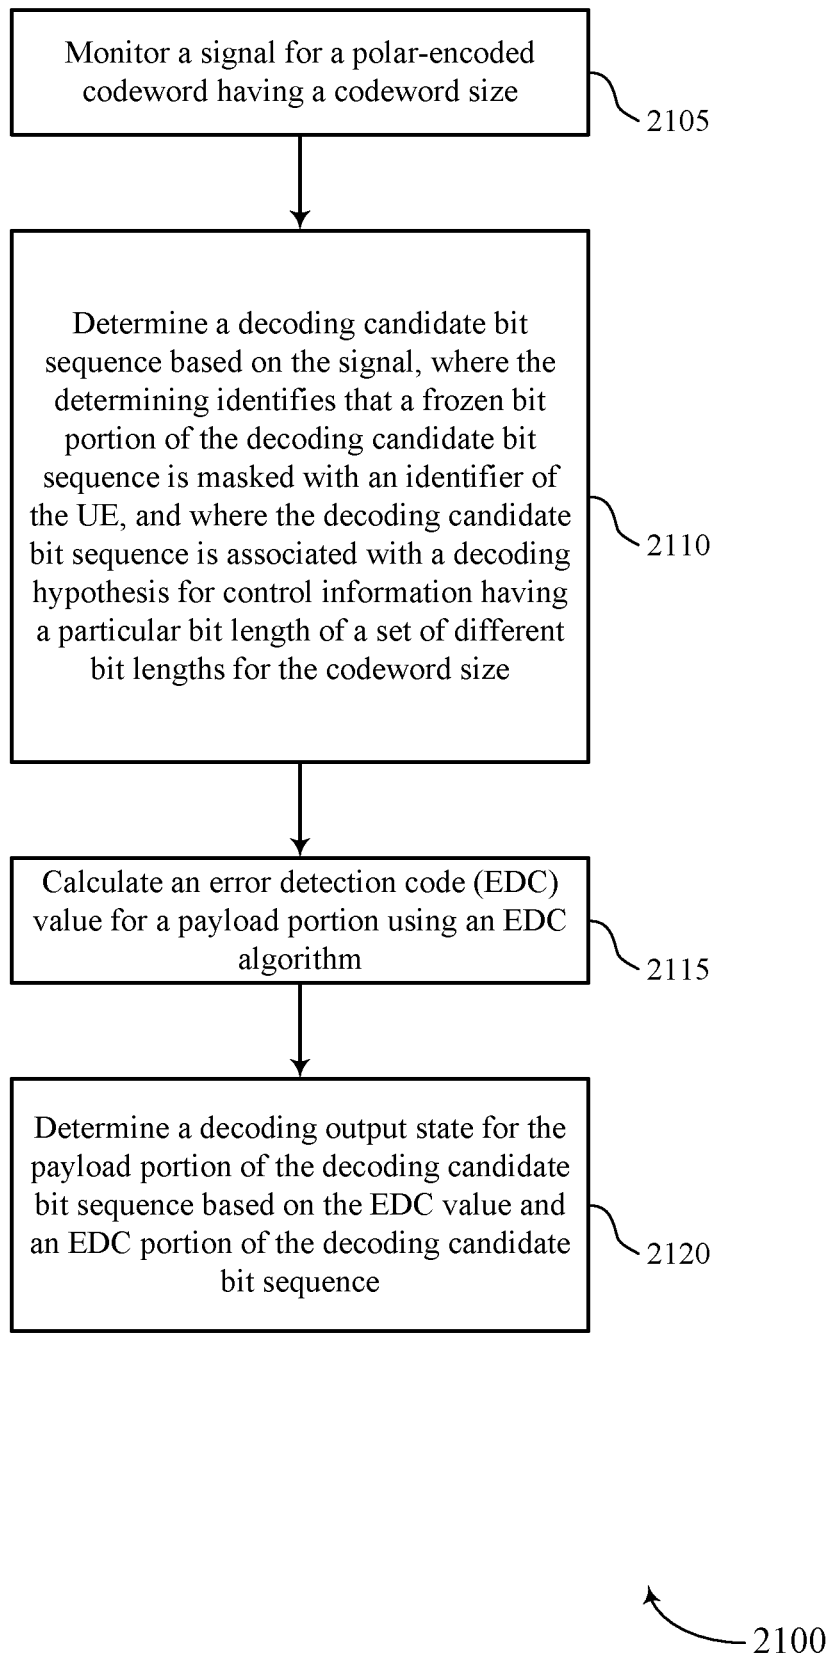 Monitor a signal for a polar-encoded
codeword having a codeword size
2105
Determine a decoding candidate bit
sequence based on the signal, where the
determining identifies that a frozen bit
portion of the decoding candidate bit
sequence is masked with an identifier of
the UE, and where the decoding candidate
bit sequence is associated with a decoding
hypothesis for control information having
a particular bit length of a set of different
bit lengths for the codeword size
2110
Calculate an error detection code (EDC)
value for a payload portion using an EDC
algorithm
2115
Determine a decoding output state for the
payload portion of the decoding candidate
bit sequence based on the EDC value and
an EDC portion of the decoding candidate
bit sequence
2120
2100